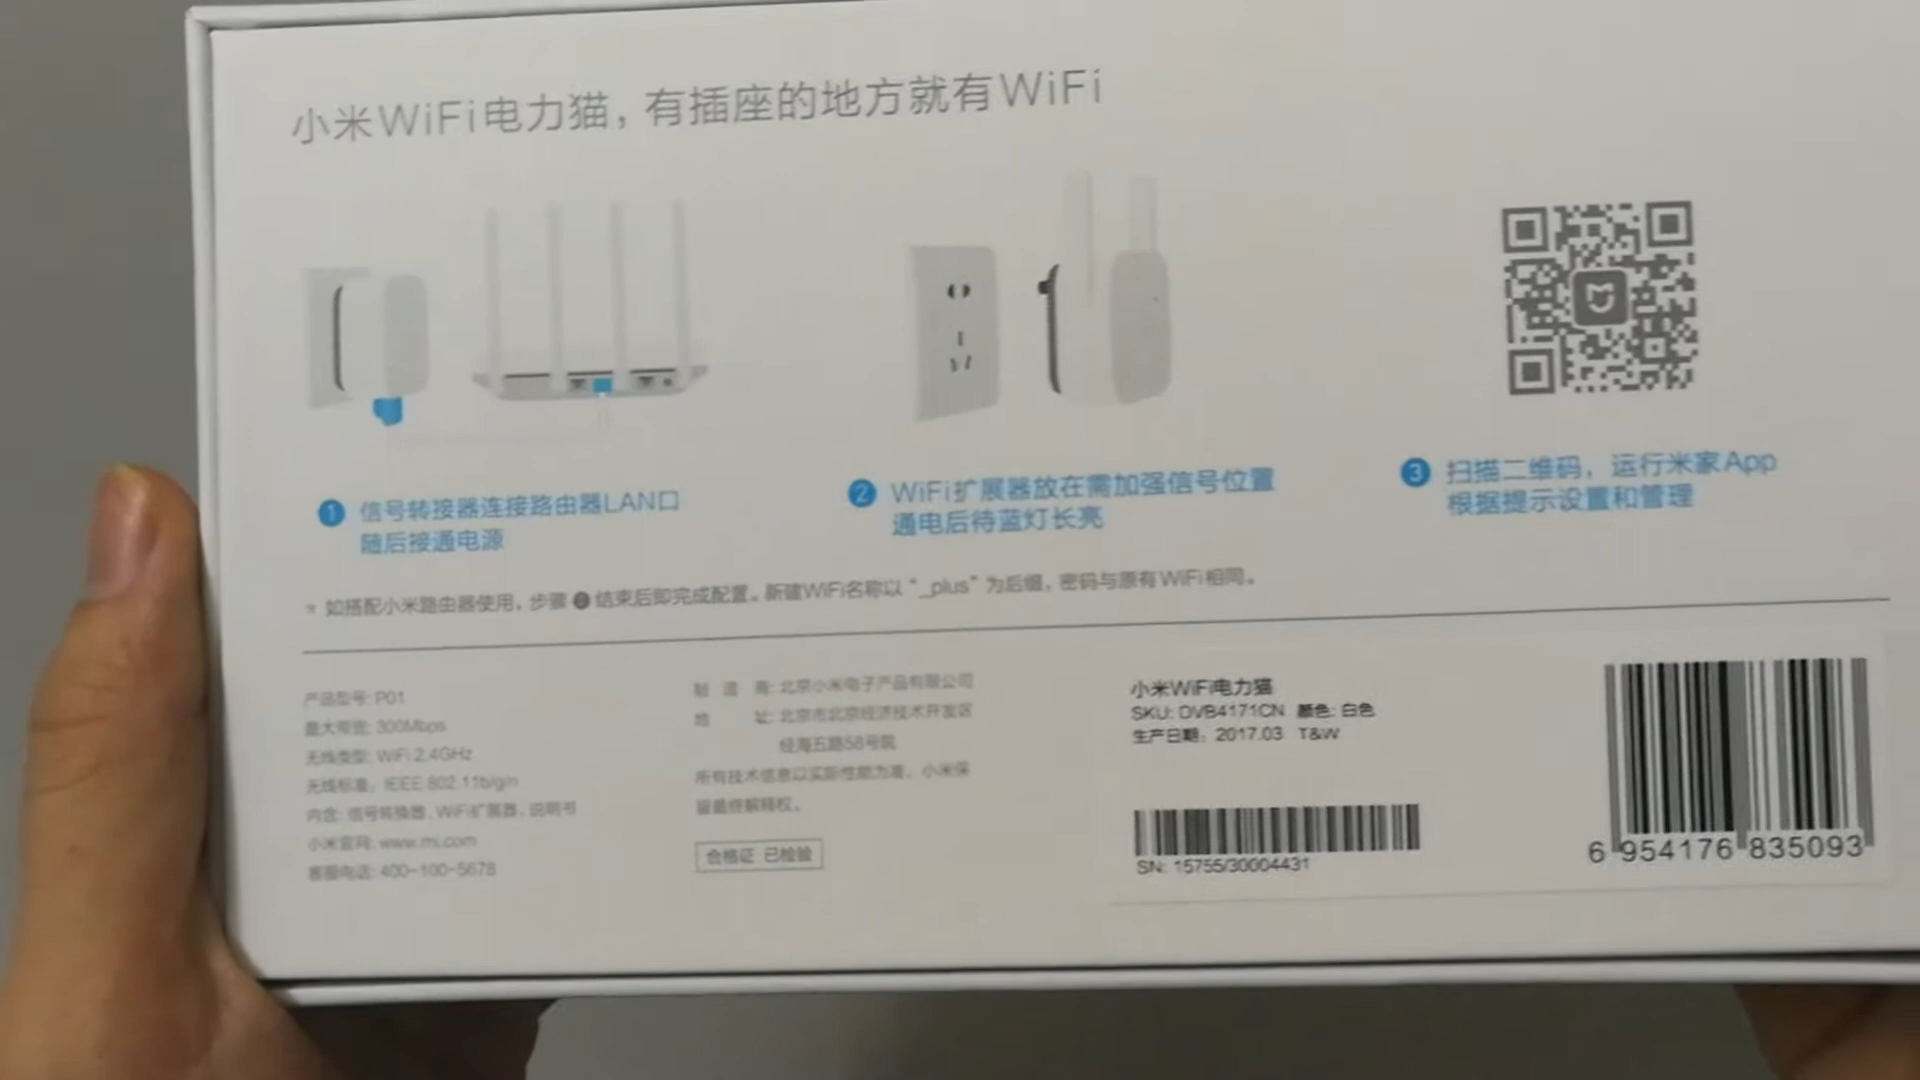 小米WiFi电力猫，有插座的地方就有WiFi
1 信号转接器连接路由器LAN口
随后接通电源
2 WiFi扩展器放在需加强信号位置
通电后待蓝灯长亮
3 扫描二维码，运行米家App
根据提示设置和管理
* 如搭配小米路由器使用，步骤2结束后即完成配置。新建WiFi名称以“_plus”为后缀，密码与原有WiFi相同。
产品型号: P01
最大带宽: 300Mbps
无线类型: WiFi 2.4GHz
无线标准: IEEE 802.11b/g/n
内含: 信号转换器, WiFi扩展器, 说明书
小米官网: www.mi.com
客服电话: 400-100-5678
制造商: 北京小米电子产品有限公司
地址: 北京市北京经济技术开发区
经海五路58号院
所有技术信息以实际性能为准，小米保
留最终解释权。
合格证 已检验
小米WiFi电力猫
SKU: DVB4171CN 颜色: 白色
生产日期: 2017.03 T&W
SN: 15755/30004431
6 954176 835093